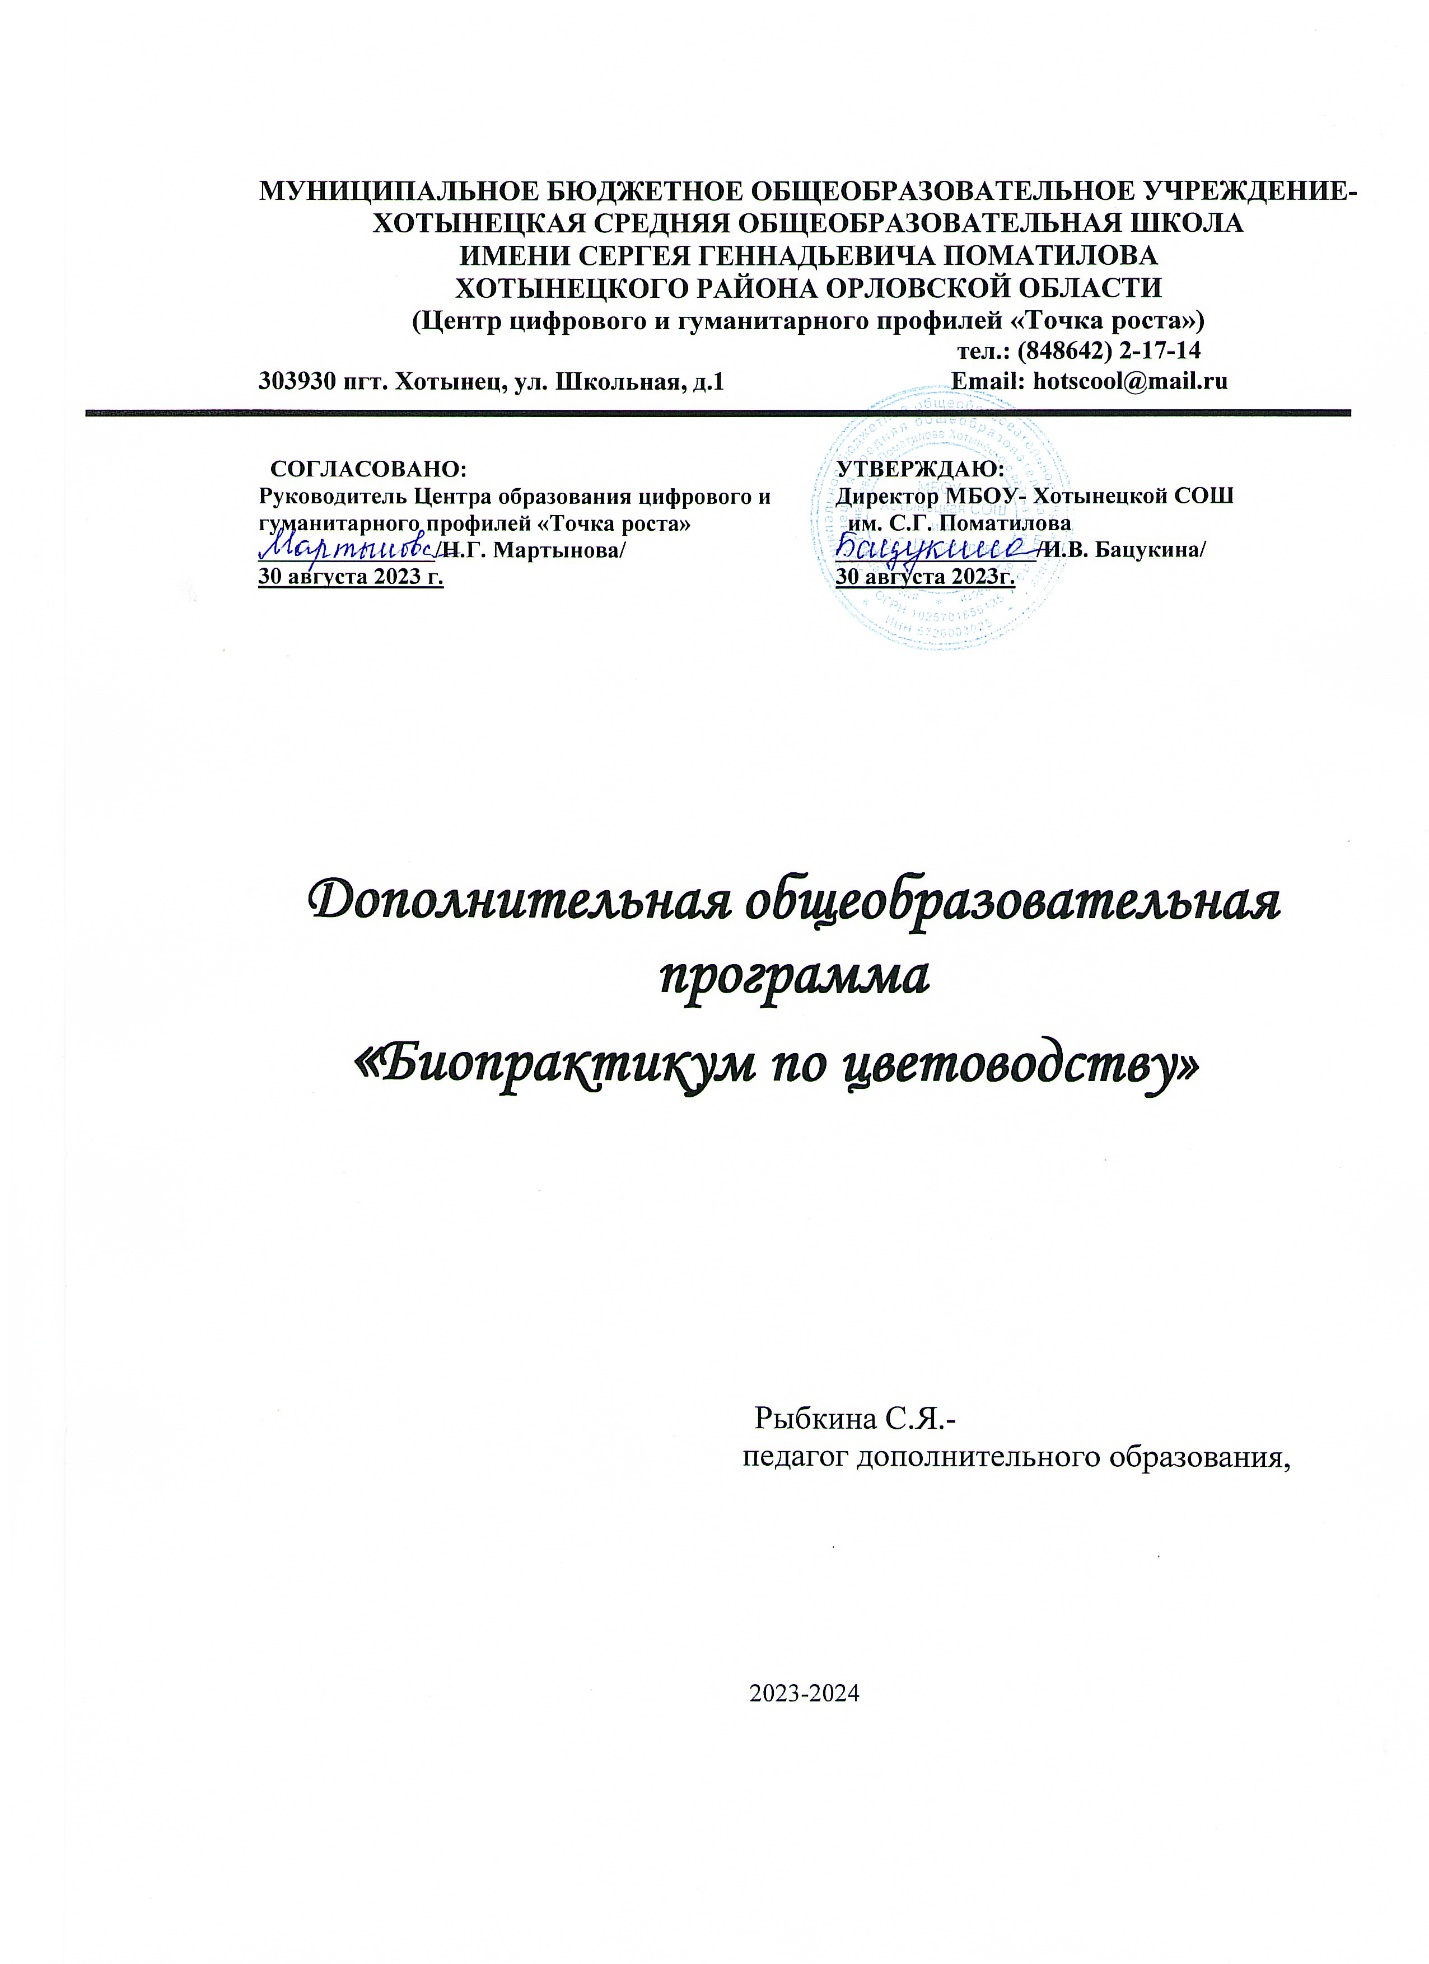 МУНИЦИПАЛЬНОЕ БЮДЖЕТНОЕ ОБЩЕОБРАЗОВАТЕЛЬНОЕ УЧРЕЖДЕНИЕ-
ХОТЫНЕЦКАЯ СРЕДНЯЯ ОБЩЕОБРАЗОВАТЕЛЬНАЯ ШКОЛА
ИМЕНИ СЕРГЕЯ ГЕННАДЬЕВИЧА ПОМАТИЛОВА
ХОТЫНЕЦКОГО РАЙОНА ОРЛОВСКОЙ ОБЛАСТИ
(Центр цифрового и гуманитарного профилей «Точка роста»)
тел.: (848642) 2-17-14
303930 пгт. Хотынец, ул. Школьная, д.1 Email: hotscool@mail.ru
СОГЛАСОВАНО:
Руководитель Центра образования цифрового и
гуманитарного профилей «Точка роста»
/Н.Г. Мартынова/
30 августа 2023 г.
УТВЕРЖДАЮ:
Директор МБОУ- Хотынецкой СОШ
им. С.Г. Поматилова
/И.В. Бацукина/
30 августа 2023г.
Дополнительная общеобразовательная
программа
«Биопрактикум по цветоводству»
Рыбкина С.Я.-
педагог дополнительного образования,
2023-2024